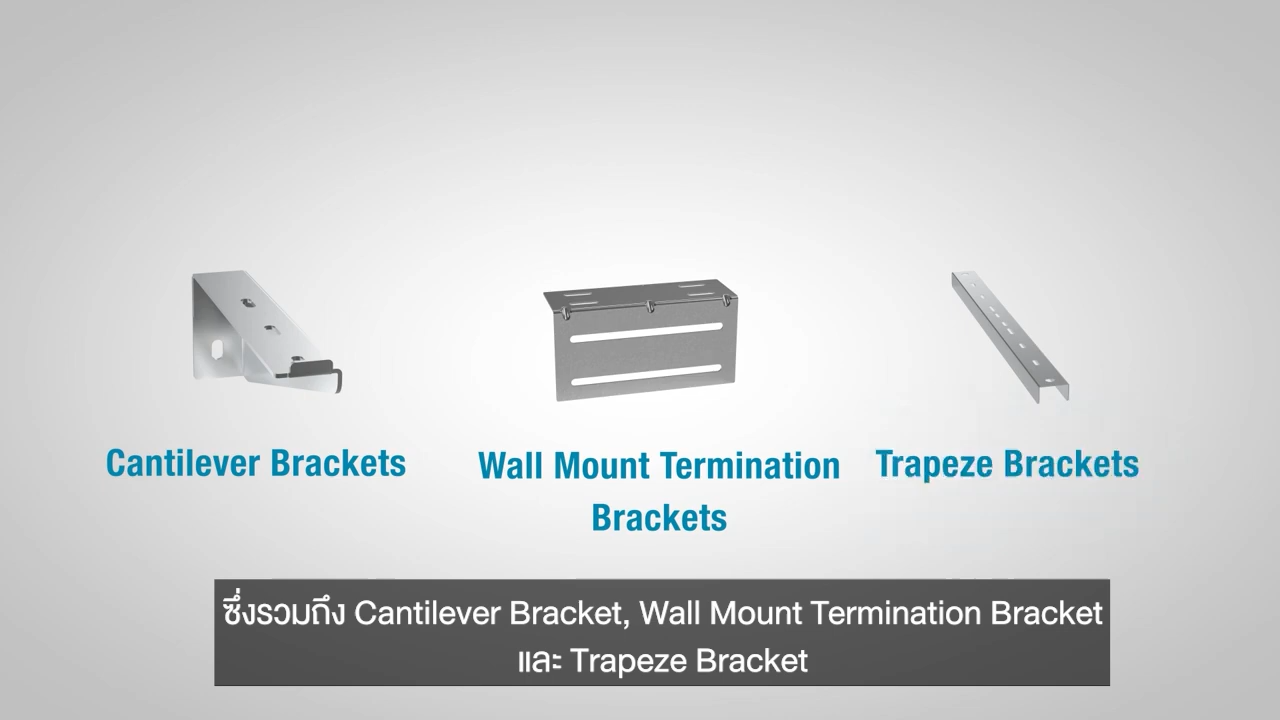 Cantilever Brackets
Wall Mount Termination
Brackets
Trapeze Brackets
ซึ่งรวมถึง Cantilever Bracket, Wall Mount Termination Bracket
และ Trapeze Bracket